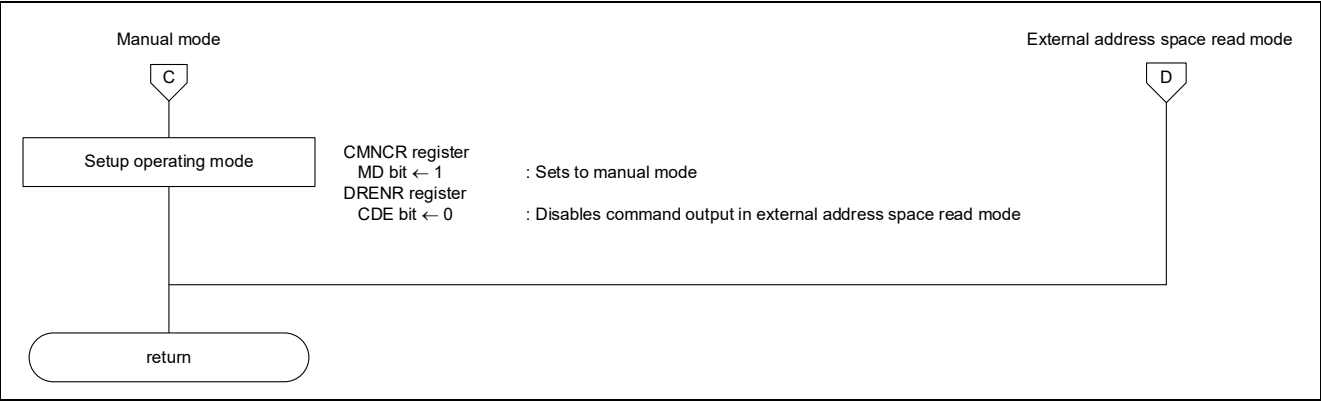 Manual mode
External address space read mode
C
D
Setup operating mode
CMNCR register
MD bit ← 1 : Sets to manual mode
DRENR register
CDE bit ← 0 : Disables command output in external address space read mode
return